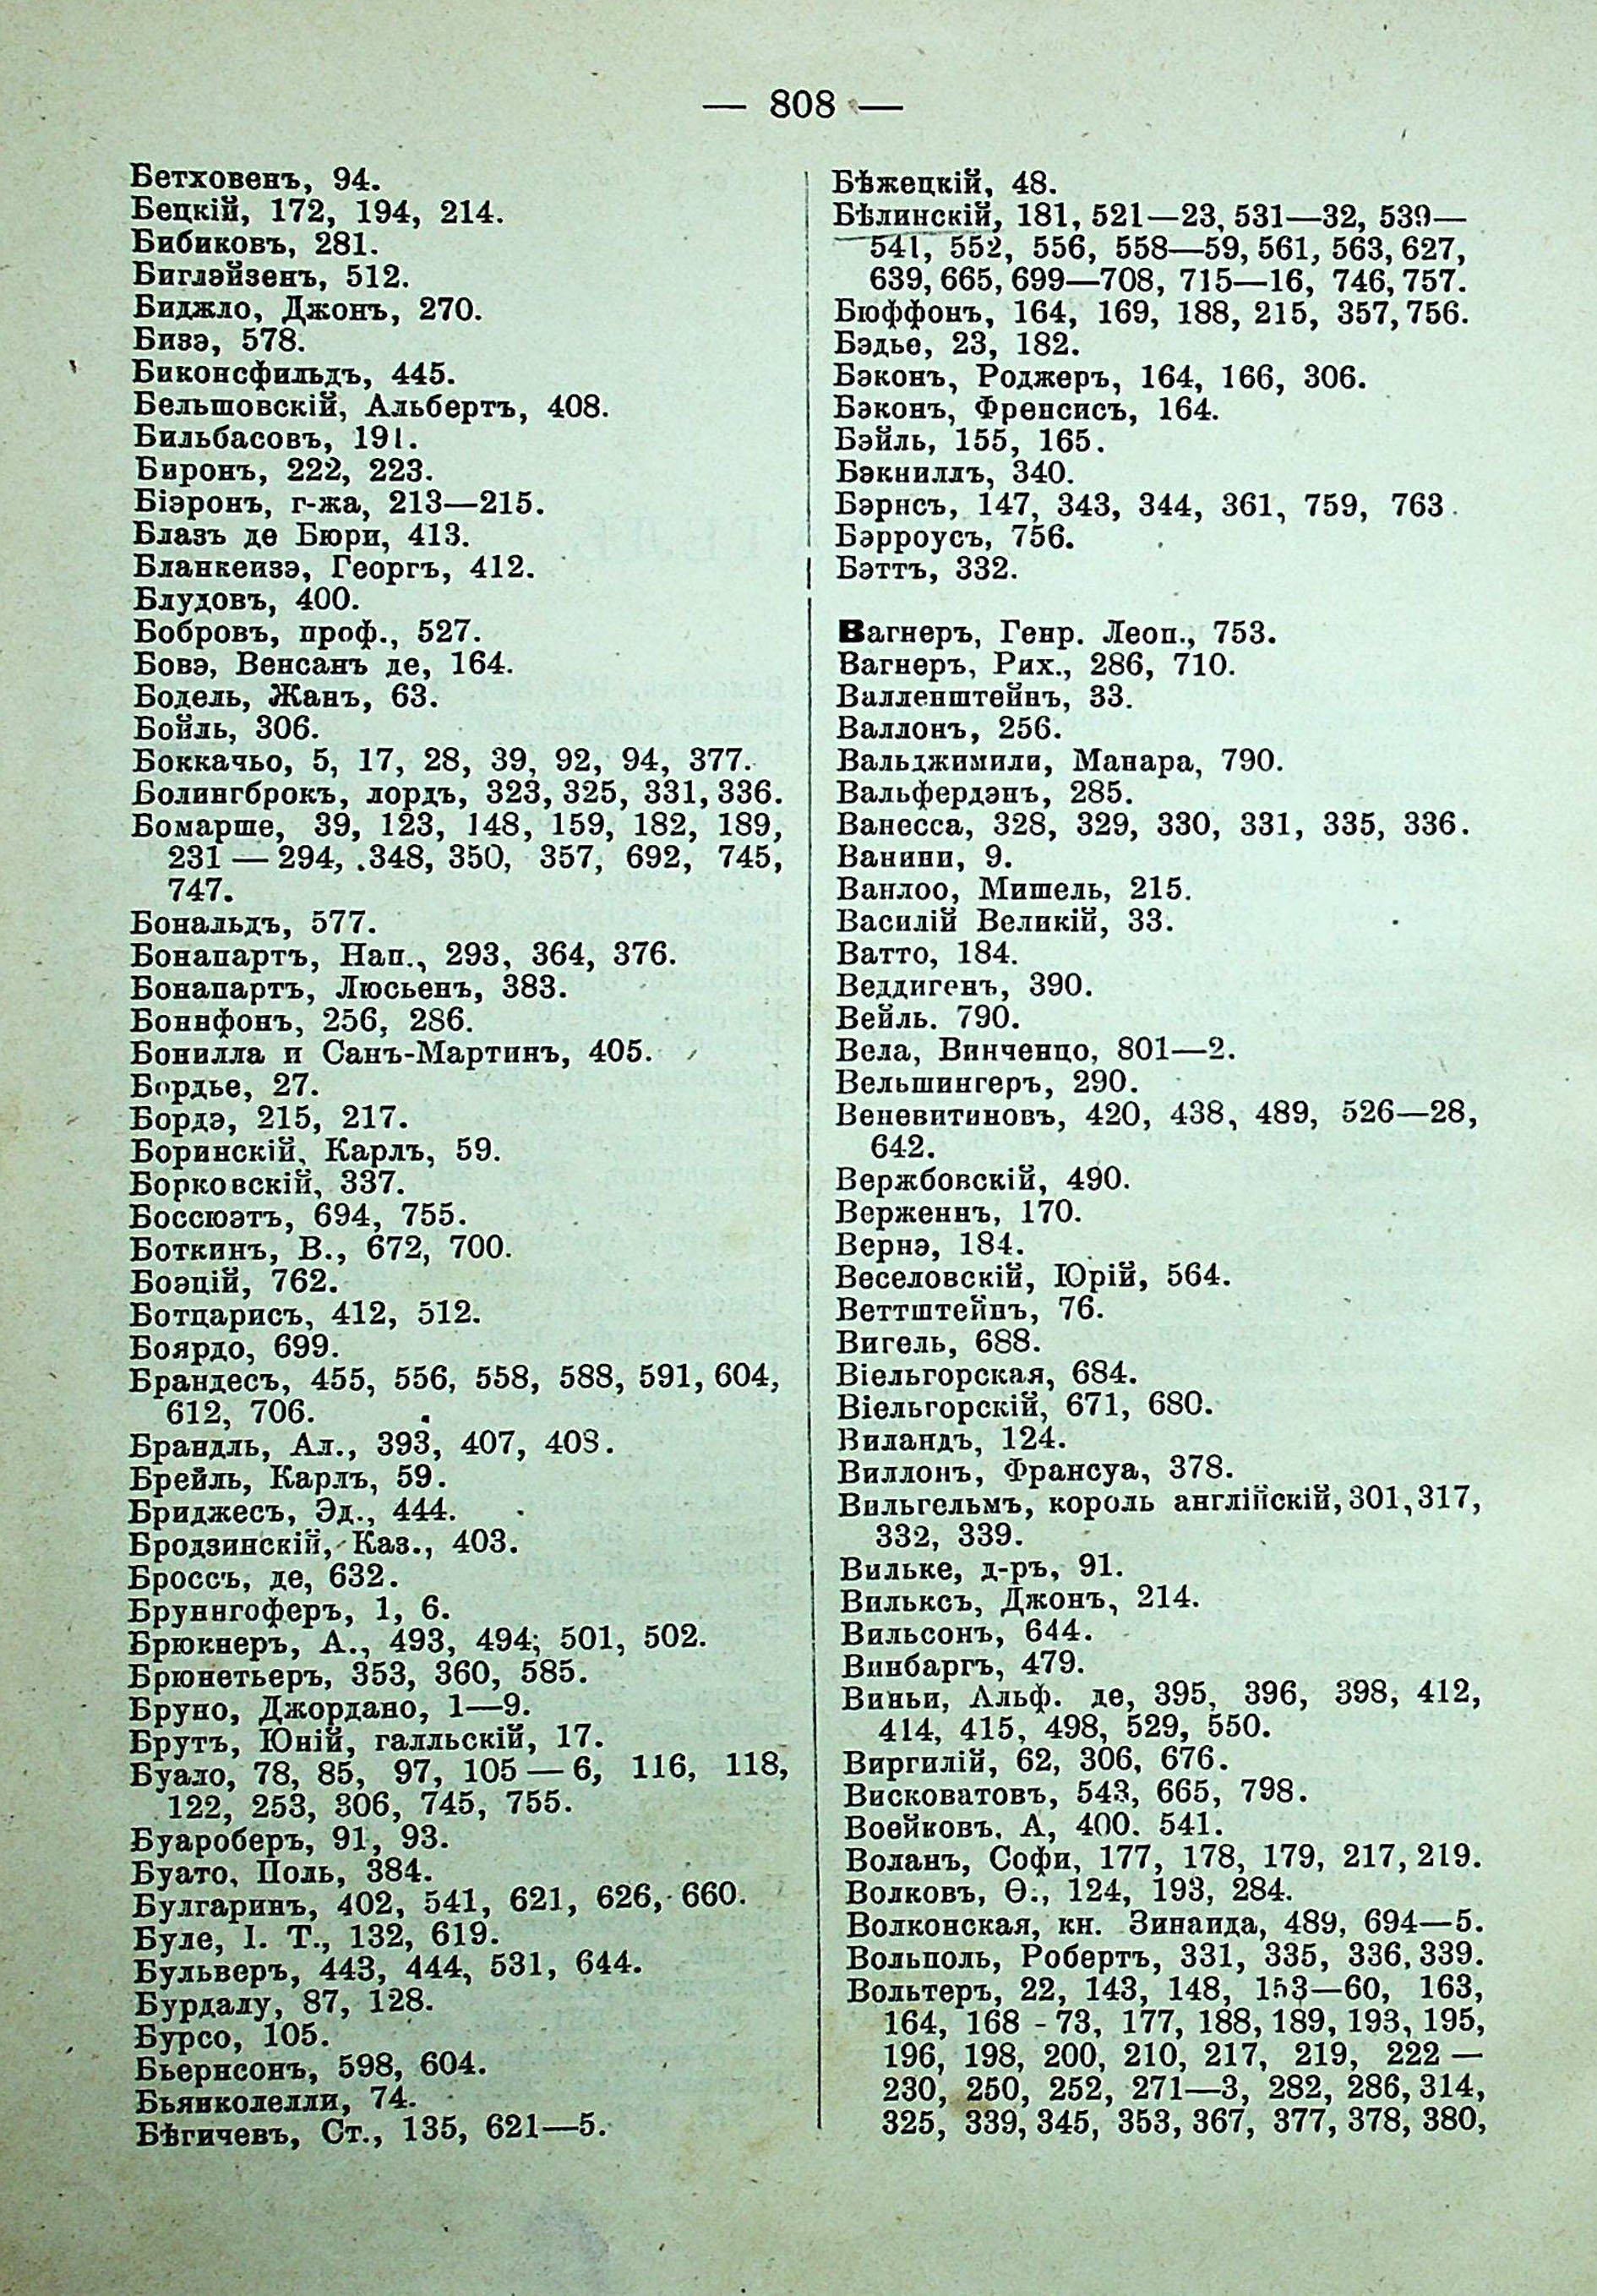 — 808 —
Бетховенъ, 94.
Бецкій, 172, 194, 214.
Бибиковъ, 281.
Биглэйзенъ, 512.
Биджло, Джонъ, 270.
Бизэ, 578.
Биконсфильдъ, 445.
Бельшовскій, Альбертъ, 408.
Бильбасовъ, 191.
Биронъ, 222, 223.
Біэронъ, г-жа, 213—215.
Блазъ де Бюри, 413.
Бланкензэ, Георгъ, 412.
Блудовъ, 400.
Бобровъ, проф., 527.
Бовэ, Венсанъ де, 164.
Бодель, Жанъ, 63.
Бойль, 306.
Боккачьо, 5, 17, 28, 39, 92, 94, 377.
Болингброкъ, лордъ, 323, 325, 331, 336.
Бомарше, 39, 123, 148, 159, 182, 189,
231 — 294, 348, 350, 357, 692, 745,
747.
Бональдъ, 577.
Бонапартъ, Нап., 293, 364, 376.
Бонапартъ, Люсьенъ, 383.
Боннфонъ, 256, 286.
Бонилла и Санъ-Мартинъ, 405.
Бордье, 27.
Бордэ, 215, 217.
Боринскій, Карлъ, 59.
Борковскій, 337.
Боссюэтъ, 694, 755.
Боткинъ, В., 672, 700.
Боэцій, 762.
Ботцарисъ, 412, 512.
Боярдо, 699.
Брандесъ, 455, 556, 558, 588, 591, 604,
612, 706.
Брандль, Ал., 393, 407, 408.
Брейль, Карлъ, 59.
Бриджесъ, Эд., 444.
Бродзинскій, Каз., 403.
Броссъ, де, 632.
Бруннгоферъ, 1, 6.
Брюкнеръ, А., 493, 494; 501, 502.
Брюнетьеръ, 353, 360, 585.
Бруно, Джордано, 1—9.
Брутъ, Юній, галльскій, 17.
Буало, 78, 85, 97, 105 — 6, 116, 118,
122, 253, 306, 745, 755.
Буароберъ, 91, 93.
Буато, Поль, 384.
Булгаринъ, 402, 541, 621, 626, 660.
Буле, І. Т., 132, 619.
Бульверъ, 443, 444, 531, 644.
Бурдалу, 87, 128.
Бурсо, 105.
Бьернсонъ, 598, 604.
Бьянколелли, 74.
Бѣгичевъ, Ст., 135, 621—5.
Бѣжецкій, 48.
Бѣлинскій, 181, 521—23, 531—32, 539—
541, 552, 556, 558—59, 561, 563, 627,
639, 665, 699—708, 715—16, 746, 757.
Бюффонъ, 164, 169, 188, 215, 357, 756.
Бэдье, 23, 182.
Бэконъ, Роджеръ, 164, 166, 306.
Бэконъ, Френсисъ, 164.
Бэйль, 155, 165.
Бэкниллъ, 340.
Бэрнсъ, 147, 343, 344, 361, 759, 763.
Бэрроусъ, 756.
Бэттъ, 332.
Вагнеръ, Генр. Леоп., 753.
Вагнеръ, Рих., 286, 710.
Валленштейнъ, 33.
Валлонъ, 256.
Вальджимили, Манара, 790.
Вальфердэнъ, 285.
Ванесса, 328, 329, 330, 331, 335, 336.
Ванини, 9.
Ванлоо, Мишель, 215.
Василій Великій, 33.
Ватто, 184.
Веддигенъ, 390.
Вейль. 790.
Вела, Винченцо, 801—2.
Вельшингеръ, 290.
Веневитиновъ, 420, 438, 489, 526—28,
642.
Вержбовскій, 490.
Верженнъ, 170.
Вернэ, 184.
Веселовскій, Юрій, 564.
Веттштейнъ, 76.
Вигель, 688.
Віельгорская, 684.
Віельгорскій, 671, 680.
Виландъ, 124.
Виллонъ, Франсуа, 378.
Вильгельмъ, король англійскій, 301, 317,
332, 339.
Вильке, д-ръ, 91.
Вильксъ, Джонъ, 214.
Вильсонъ, 644.
Винбаргъ, 479.
Виньи, Альф. де, 395, 396, 398, 412,
414, 415, 498, 529, 550.
Виргилій, 62, 306, 676.
Висковатовъ, 543, 665, 798.
Воейковъ, А, 400. 541.
Воланъ, Софи, 177, 178, 179, 217, 219.
Волковъ, Ѳ., 124, 193, 284.
Волконская, кн. Зинаида, 489, 694—5.
Вольполь, Робертъ, 331, 335, 336, 339.
Вольтеръ, 22, 143, 148, 153—60, 163,
164, 168 - 73, 177, 188, 189, 193, 195,
196, 198, 200, 210, 217, 219, 222 —
230, 250, 252, 271—3, 282, 286, 314,
325, 339, 345, 353, 367, 377, 378, 380,